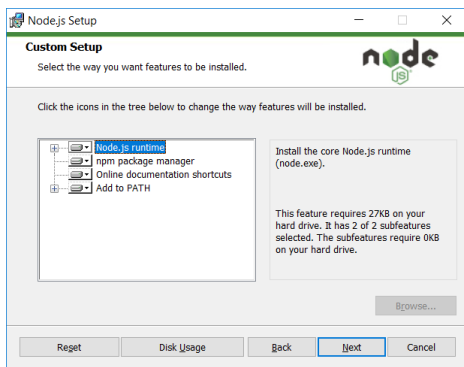 Node.js Setup
Custom Setup
Select the way you want features to be installed.
node
JS
Click the icons in the tree below to change the way features will be installed.
Node.js runtime
npm package manager
Online documentation shortcuts
Add to PATH
Install the core Node.js runtime
(node.exe).
This feature requires 27KB on your
hard drive. It has 2 of 2 subfeatures
selected. The subfeatures require 0KB
on your hard drive.
Browse...
Reset
Disk Usage
Back
Next
Cancel